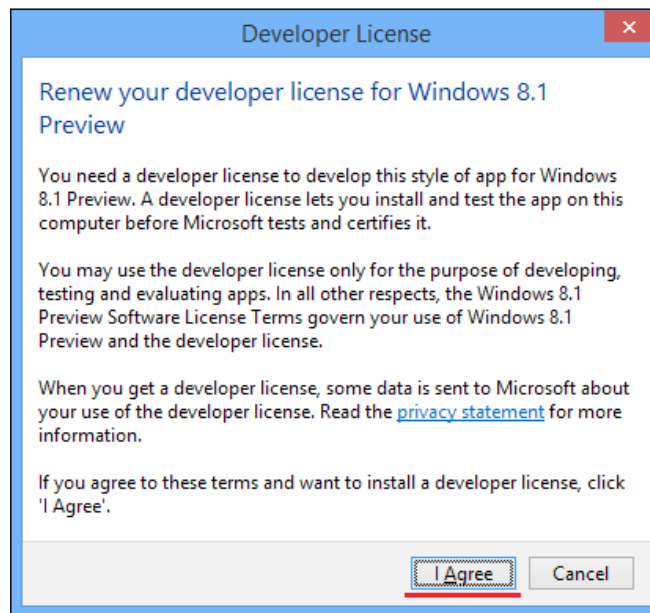 Developer License
Renew your developer license for Windows 8.1
Preview
You need a developer license to develop this style of app for Windows
8.1 Preview. A developer license lets you install and test the app on this
computer before Microsoft tests and certifies it.
You may use the developer license only for the purpose of developing,
testing and evaluating apps. In all other respects, the Windows 8.1
Preview Software License Terms govern your use of Windows 8.1
Preview and the developer license.
When you get a developer license, some data is sent to Microsoft about
your use of the developer license. Read the privacy statement for more
information.
If you agree to these terms and want to install a developer license, click
'I Agree'.
I Agree Cancel